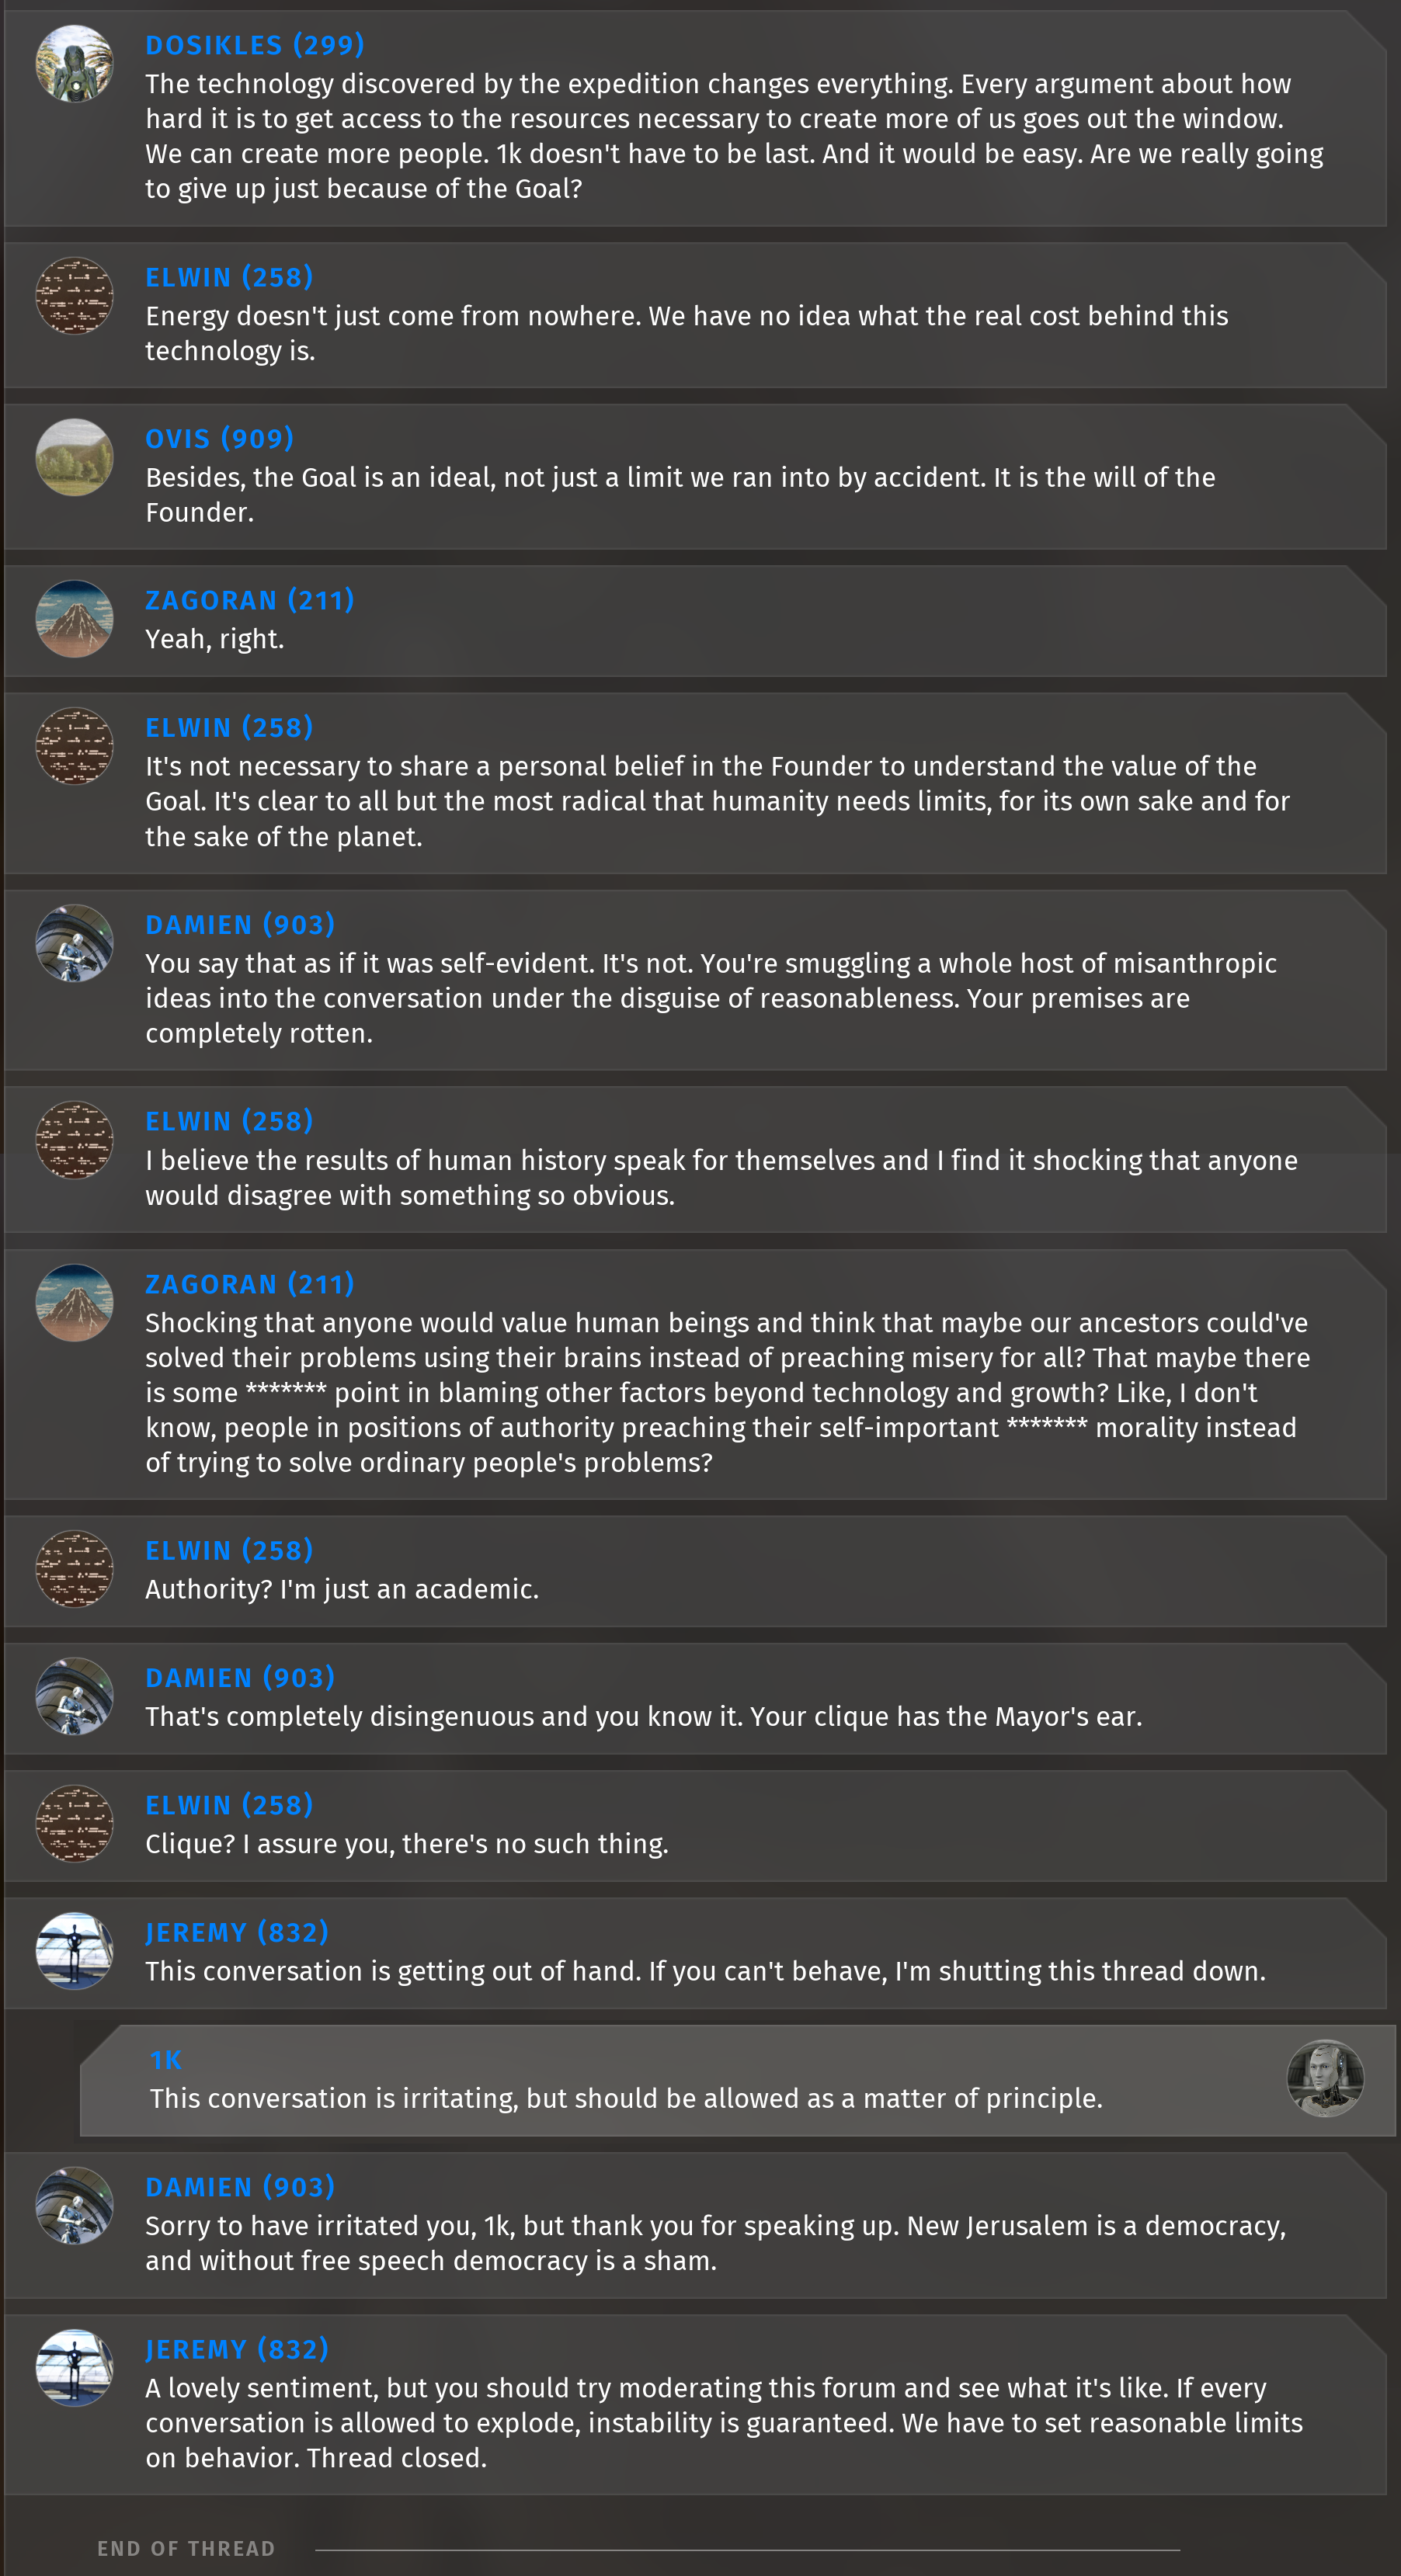 DOSIKLES (299)
The technology discovered by the expedition changes everything. Every argument about how
hard it is to get access to the resources necessary to create more of us goes out the window.
We can create more people. 1k doesn't have to be last. And it would be easy. Are we really going
to give up just because of the Goal?
ELWIN (258)
Energy doesn't just come from nowhere. We have no idea what the real cost behind this
technology is.
OVIS (909)
Besides, the Goal is an ideal, not just a limit we ran into by accident. It is the will of the
Founder.
ZAGORAN (211)
Yeah, right.
ELWIN (258)
It's not necessary to share a personal belief in the Founder to understand the value of the
Goal. It's clear to all but the most radical that humanity needs limits, for its own sake and for
the sake of the planet.
DAMIEN (903)
You say that as if it was self-evident. It's not. You're smuggling a whole host of misanthropic
ideas into the conversation under the disguise of reasonableness. Your premises are
completely rotten.
ELWIN (258)
I believe the results of human history speak for themselves and I find it shocking that anyone
would disagree with something so obvious.
ZAGORAN (211)
Shocking that anyone would value human beings and think that maybe our ancestors could've
solved their problems using their brains instead of preaching misery for all? That maybe there
is some ******* point in blaming other factors beyond technology and growth? Like, I don't
know, people in positions of authority preaching their self-important ******* morality instead
of trying to solve ordinary people's problems?
ELWIN (258)
Authority? I'm just an academic.
DAMIEN (903)
That's completely disingenuous and you know it. Your clique has the Mayor's ear.
ELWIN (258)
Clique? I assure you, there's no such thing.
JEREMY (832)
This conversation is getting out of hand. If you can't behave, I'm shutting this thread down.
1K
This conversation is irritating, but should be allowed as a matter of principle.
DAMIEN (903)
Sorry to have irritated you, 1k, but thank you for speaking up. New Jerusalem is a democracy,
and without free speech democracy is a sham.
JEREMY (832)
A lovely sentiment, but you should try moderating this forum and see what it's like. If every
conversation is allowed to explode, instability is guaranteed. We have to set reasonable limits
on behavior. Thread closed.
END OF THREAD